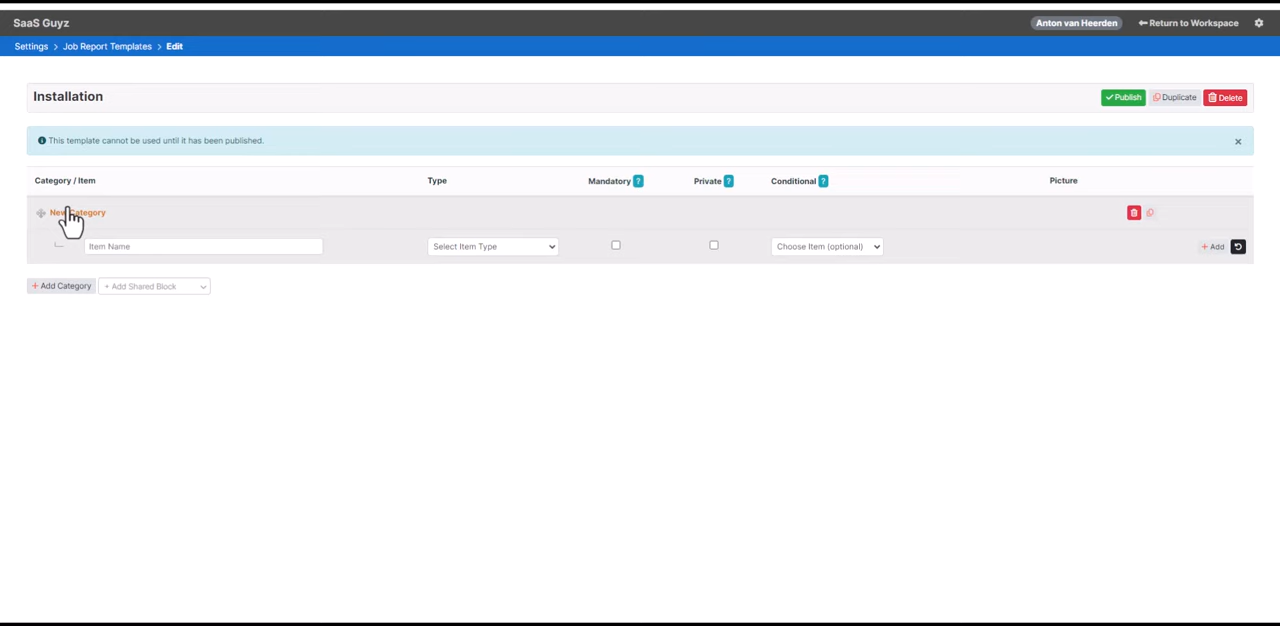 SaaS Guyz
Anton van Heerden
Return to Workspace
Settings > Job Report Templates > Edit
Installation
Publish
Duplicate
Delete
This template cannot be used until it has been published.
Category / Item
Type
Mandatory ?
Private ?
Conditional ?
Picture
New Category
Item Name
Select Item Type
Choose Item (optional)
+ Add
+ Add Category
+ Add Shared Block